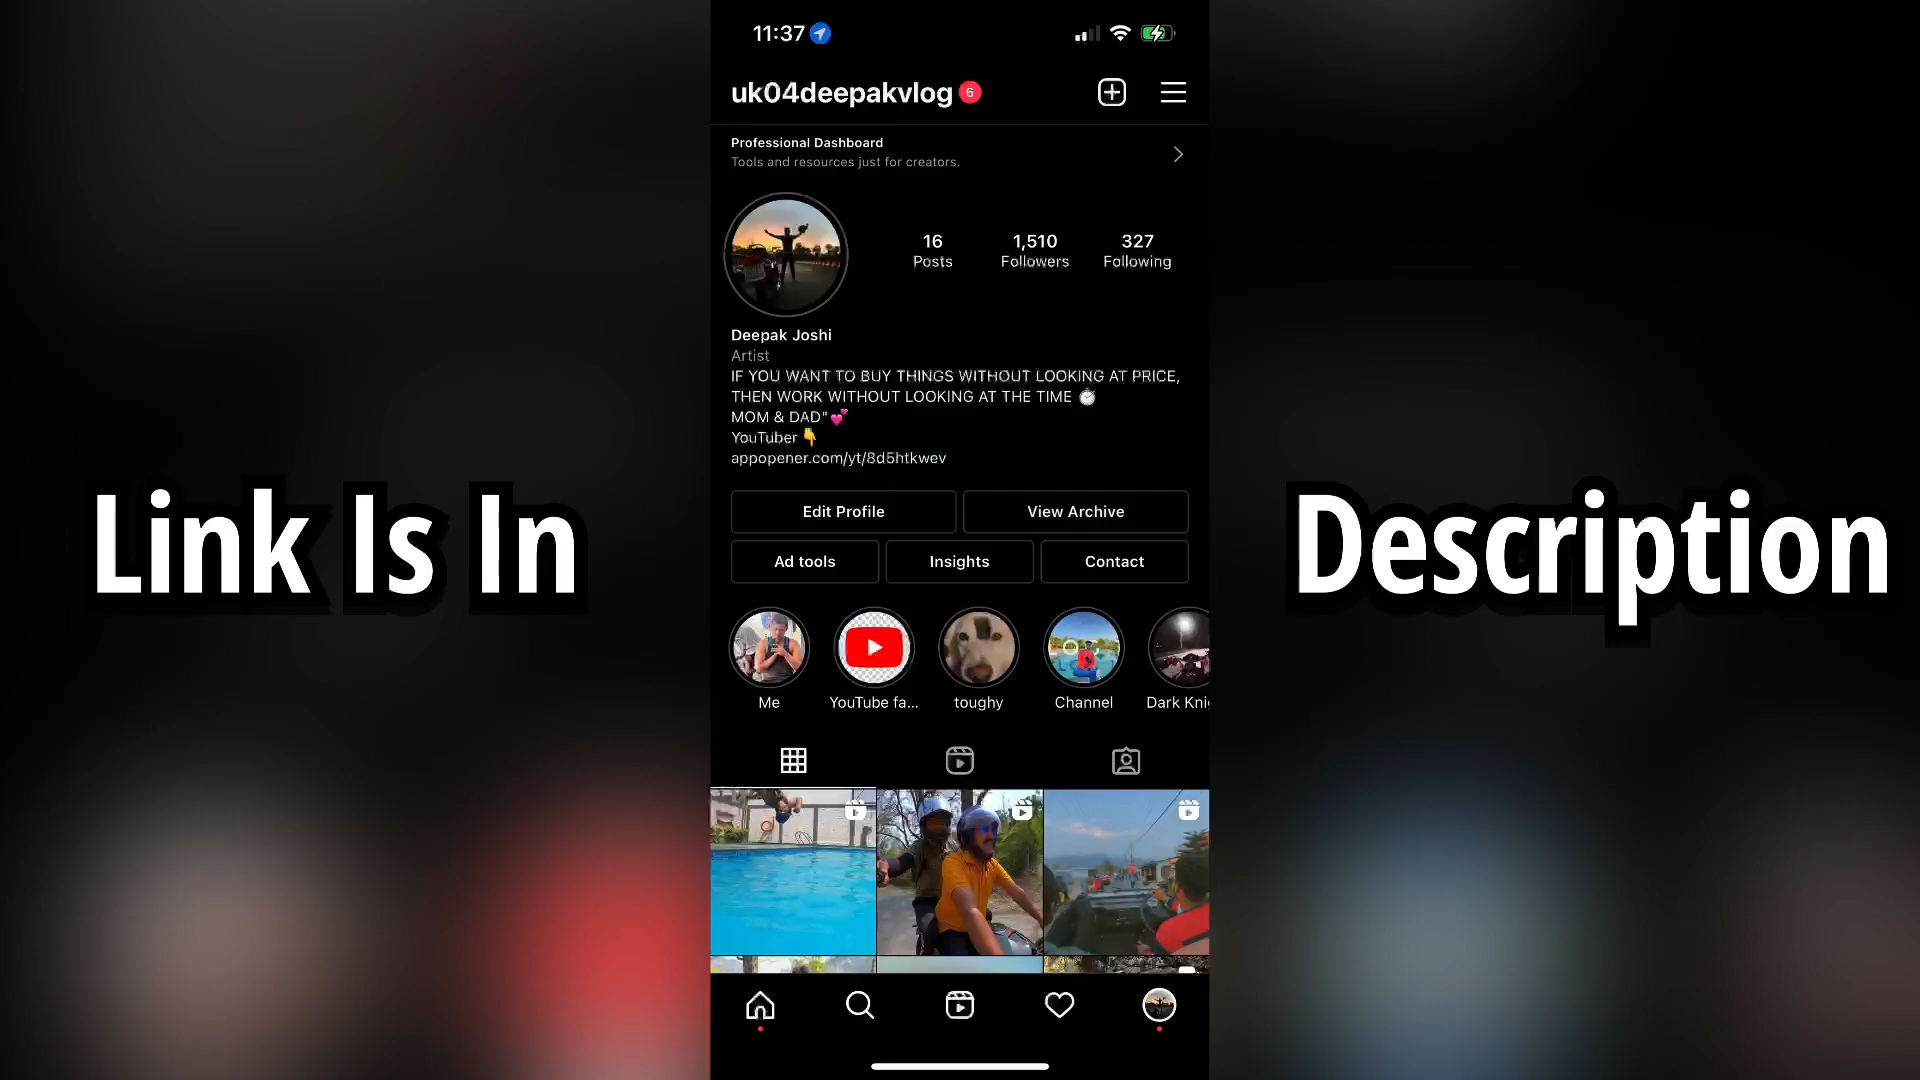 11:37
uk04deepakvlog 6
Professional Dashboard
Tools and resources just for creators.
16 1,510 327
Posts Followers Following
Deepak Joshi
Artist
IF YOU WANT TO BUY THINGS WITHOUT LOOKING AT PRICE,
THEN WORK WITHOUT LOOKING AT THE TIME ⏱️
MOM & DAD"💕
YouTuber 👇
appopener.com/yt/8d5htkwev
Link Is In Description
Edit Profile View Archive
Ad tools Insights Contact
Me YouTube fa... toughy Channel Dark Kni